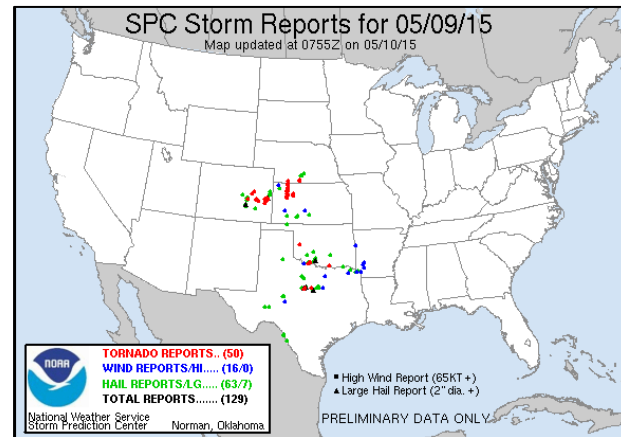 SPC Storm Reports for 05/09/15
Map updated at 0755Z on 05/10/15
NOAA
TORNADO REPORTS.. (50)
WIND REPORTS/HI..... (16/0)
HAIL REPORTS/LG..... (63/7)
TOTAL REPORTS....... (129)
National Weather Service
Storm Prediction Center Norman, Oklahoma
High Wind Report (65KT +)
Large Hail Report (2" dia. +)
PRELIMINARY DATA ONLY